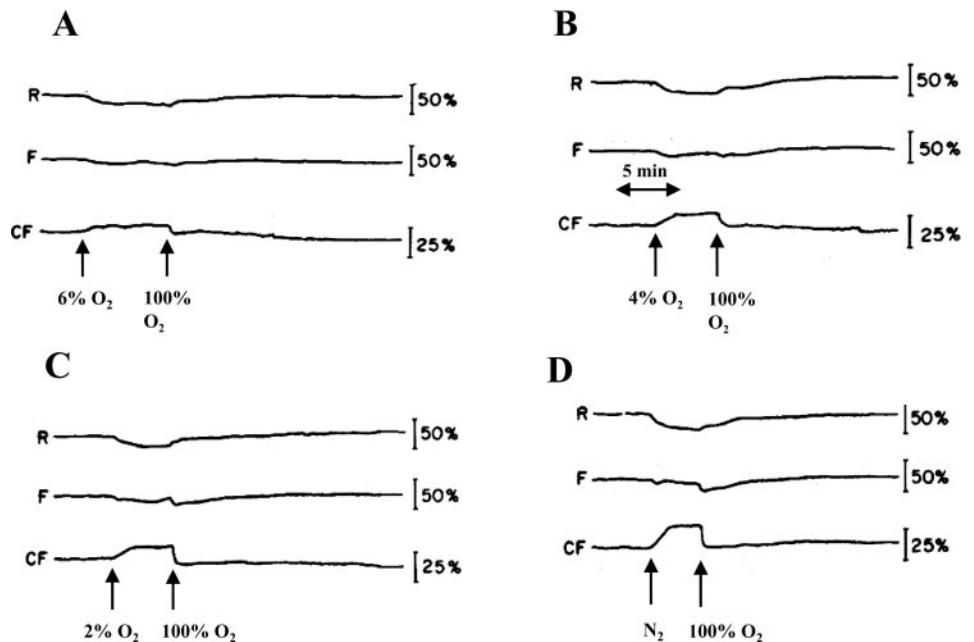 A
R 50%
F 50%
CF 25%
6% O₂ 100% O₂
B
R 50%
F 50%
5 min
CF 25%
4% O₂ 100% O₂
C
R 50%
F 50%
CF 25%
2% O₂ 100% O₂
D
R 50%
F 50%
CF 25%
N₂ 100% O₂